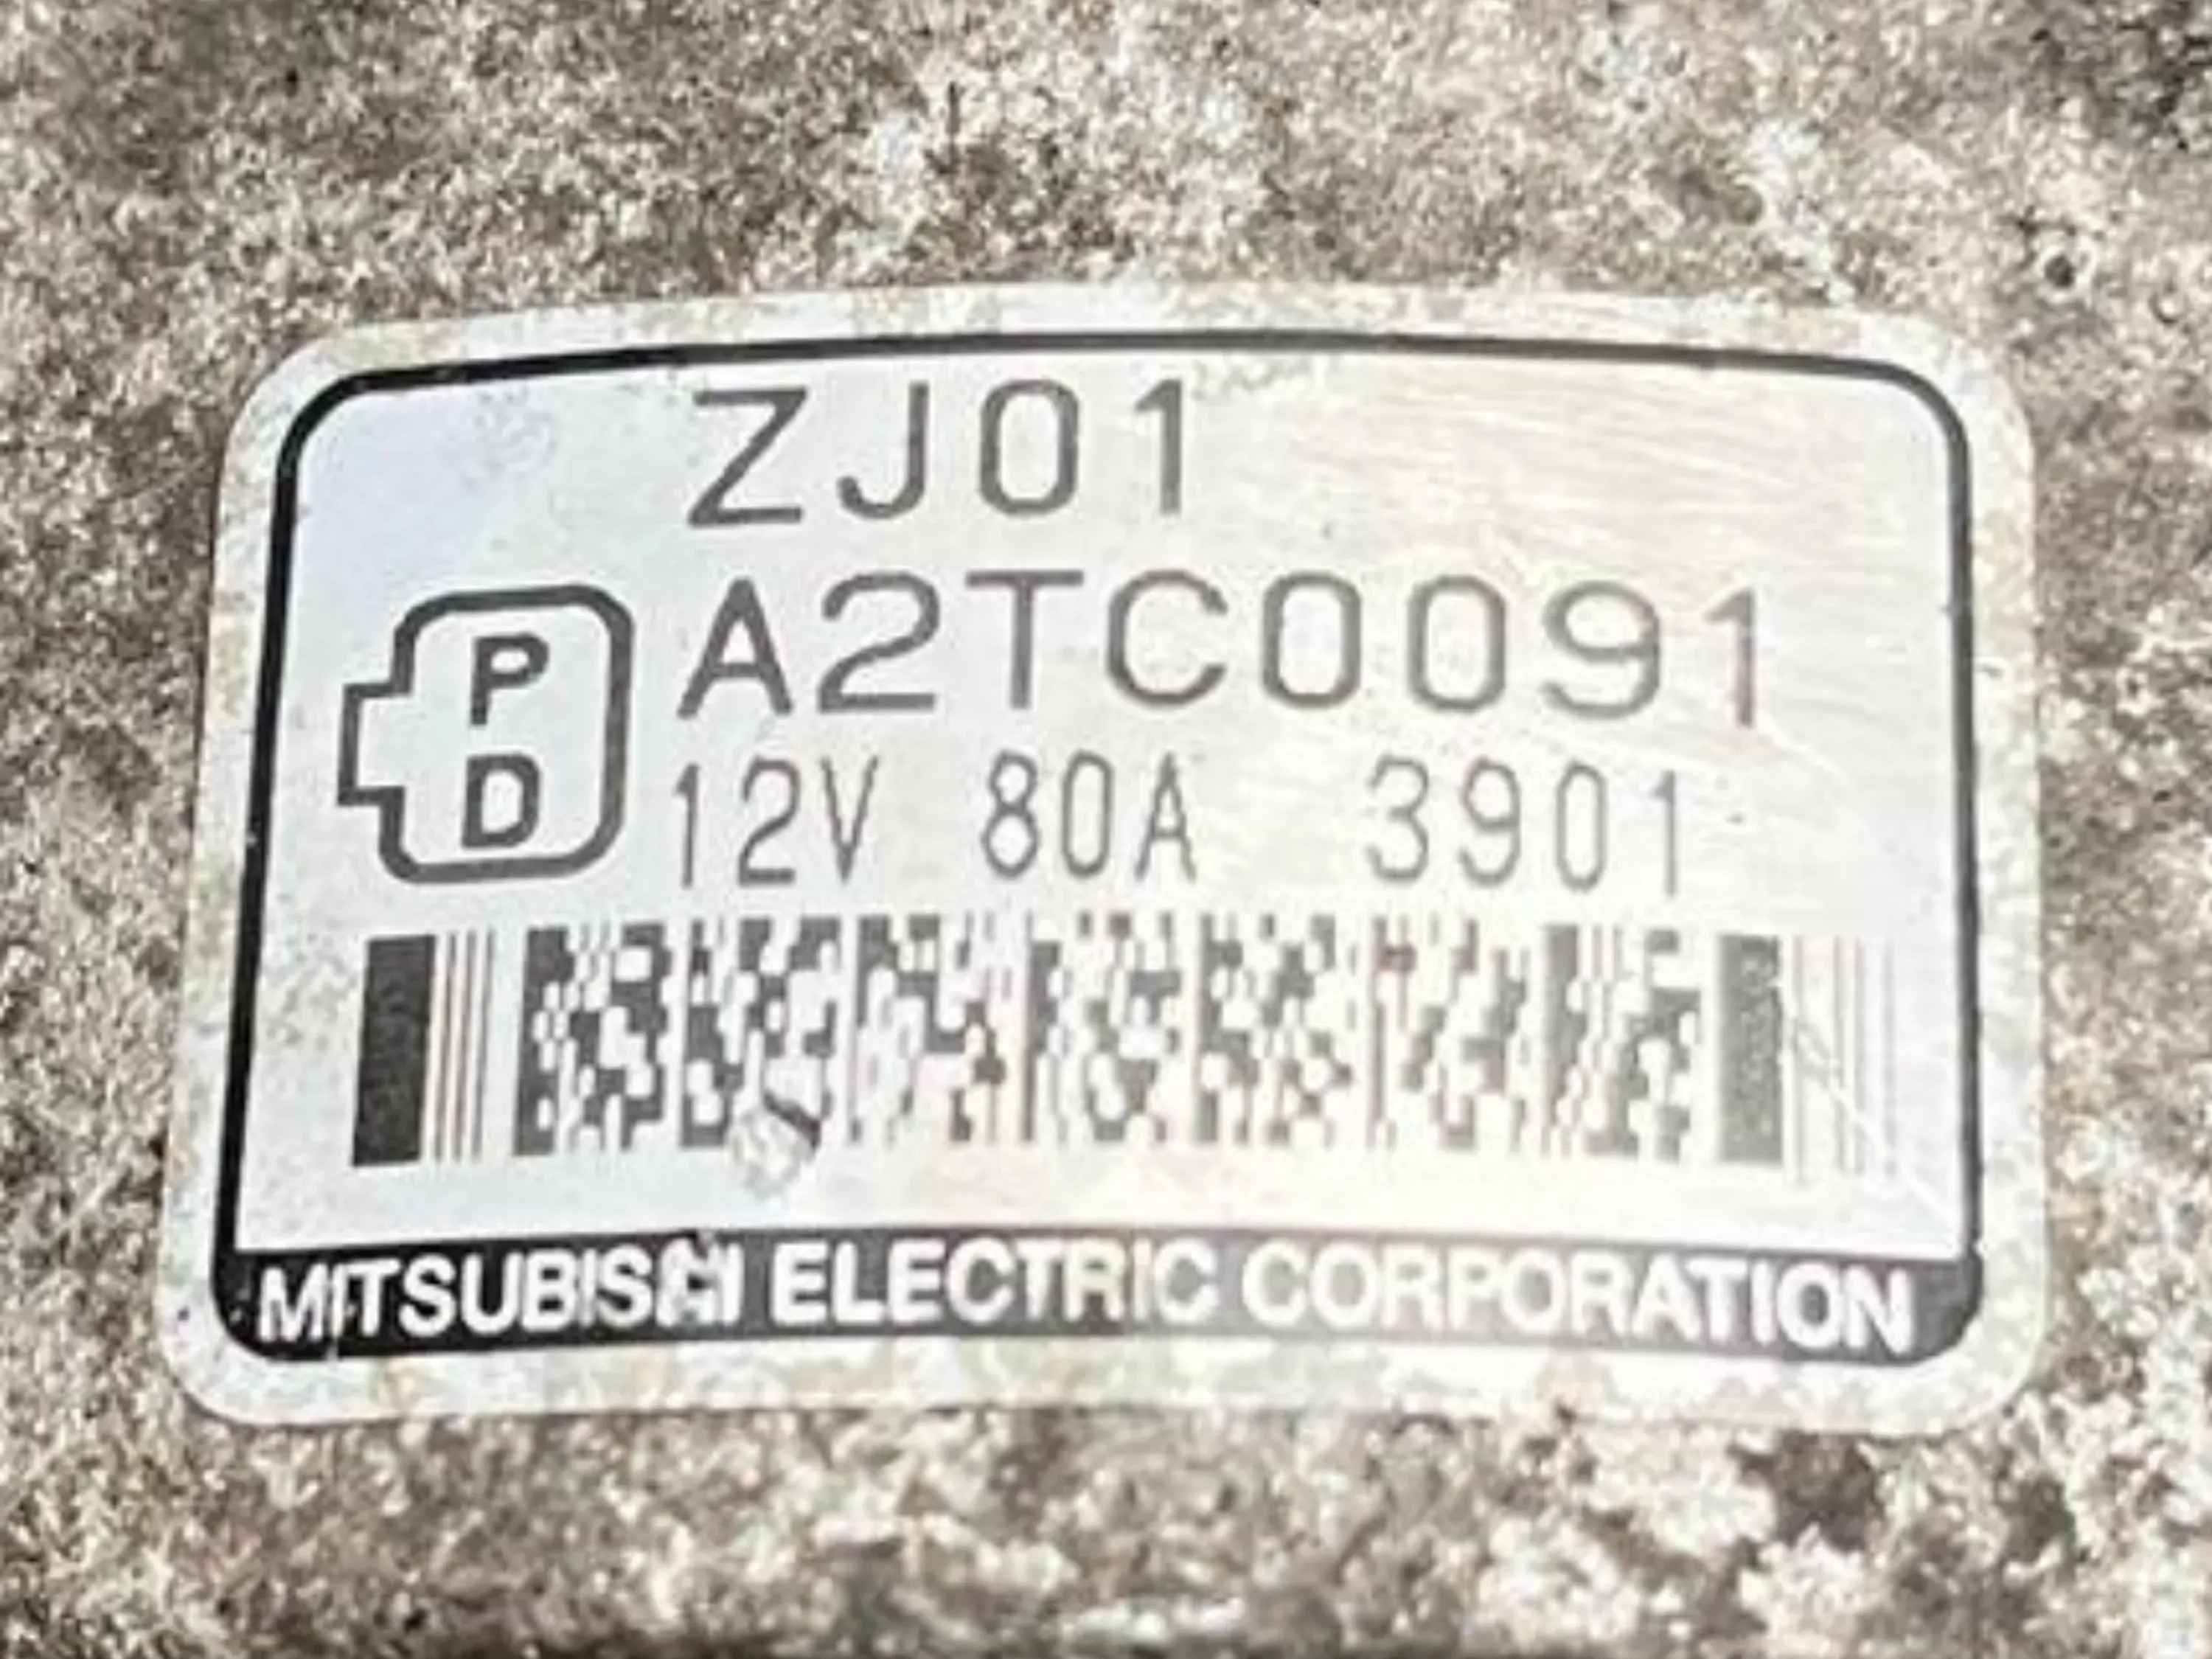 ZJ01
A2TC0091
P
D
12V 80A 3901
MITSUBISHI ELECTRIC CORPORATION